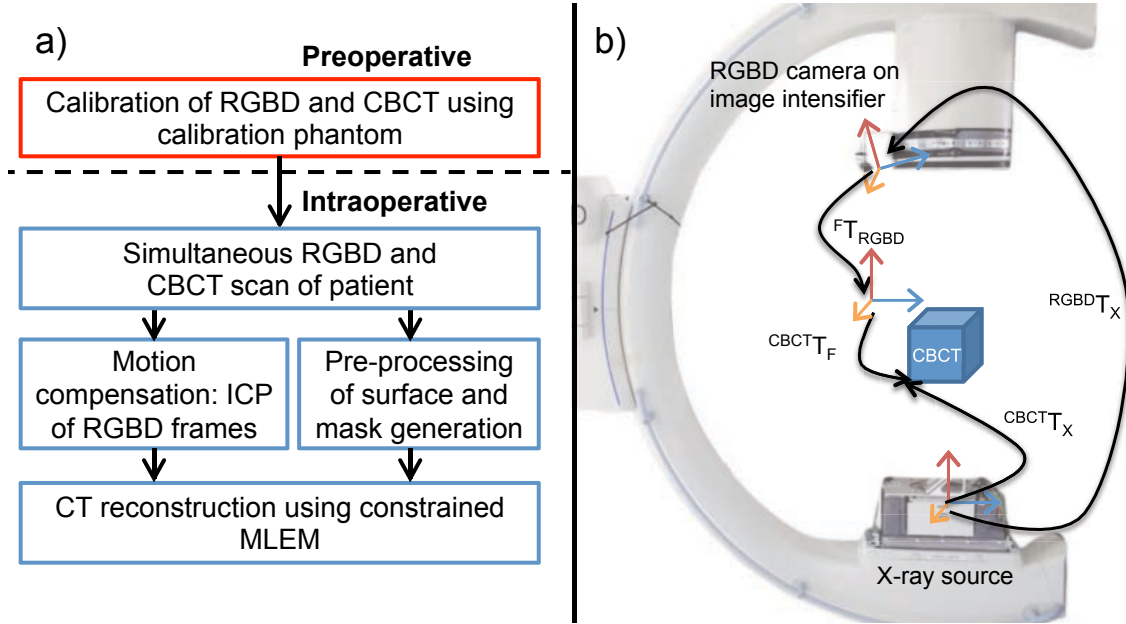 a)
Preoperative
Calibration of RGBD and CBCT using
calibration phantom
Intraoperative
Simultaneous RGBD and
CBCT scan of patient
Motion
compensation: ICP
of RGBD frames
Pre-processing
of surface and
mask generation
CT reconstruction using constrained
MLEM
b)
RGBD camera on
image intensifier
FTRGBD
RGBDTX
CBCTTF
CBCT
CBCTTX
X-ray source